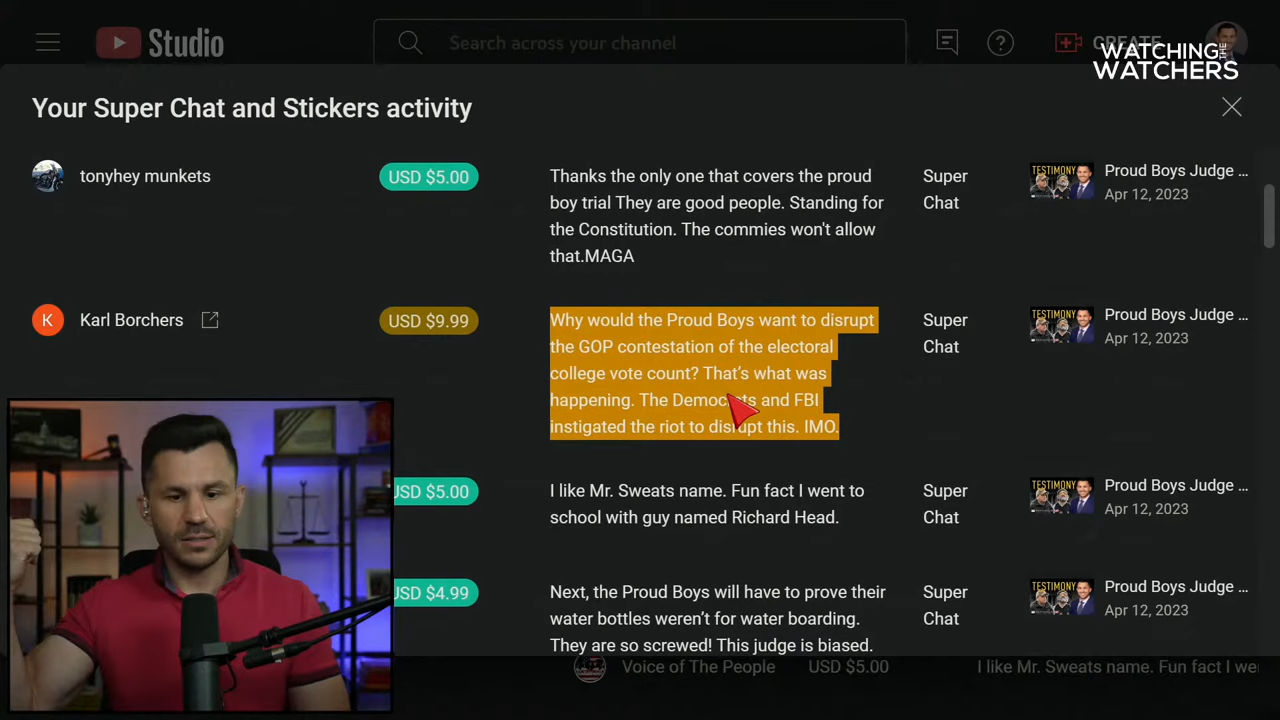 Studio
Search across your channel
CREATE
WATCHING THE
WATCHERS
Your Super Chat and Stickers activity
tonyhey munkets
USD $5.00
Thanks the only one that covers the proud
boy trial They are good people. Standing for
the Constitution. The commies won't allow
that.MAGA
Super
Chat
TESTIMONY
Proud Boys Judge ...
Apr 12, 2023
K
Karl Borchers
USD $9.99
Why would the Proud Boys want to disrupt
the GOP contestation of the electoral
college vote count? That's what was
happening. The Democrats and FBI
instigated the riot to disrupt this. IMO.
Super
Chat
TESTIMONY
Proud Boys Judge ...
Apr 12, 2023
USD $5.00
I like Mr. Sweats name. Fun fact I went to
school with guy named Richard Head.
Super
Chat
TESTIMONY
Proud Boys Judge ...
Apr 12, 2023
USD $4.99
Next, the Proud Boys will have to prove their
water bottles weren't for water boarding.
They are so screwed! This judge is biased.
Super
Chat
TESTIMONY
Proud Boys Judge ...
Apr 12, 2023
Voice of The People
USD $5.00
I like Mr. Sweats name. Fun fact I we